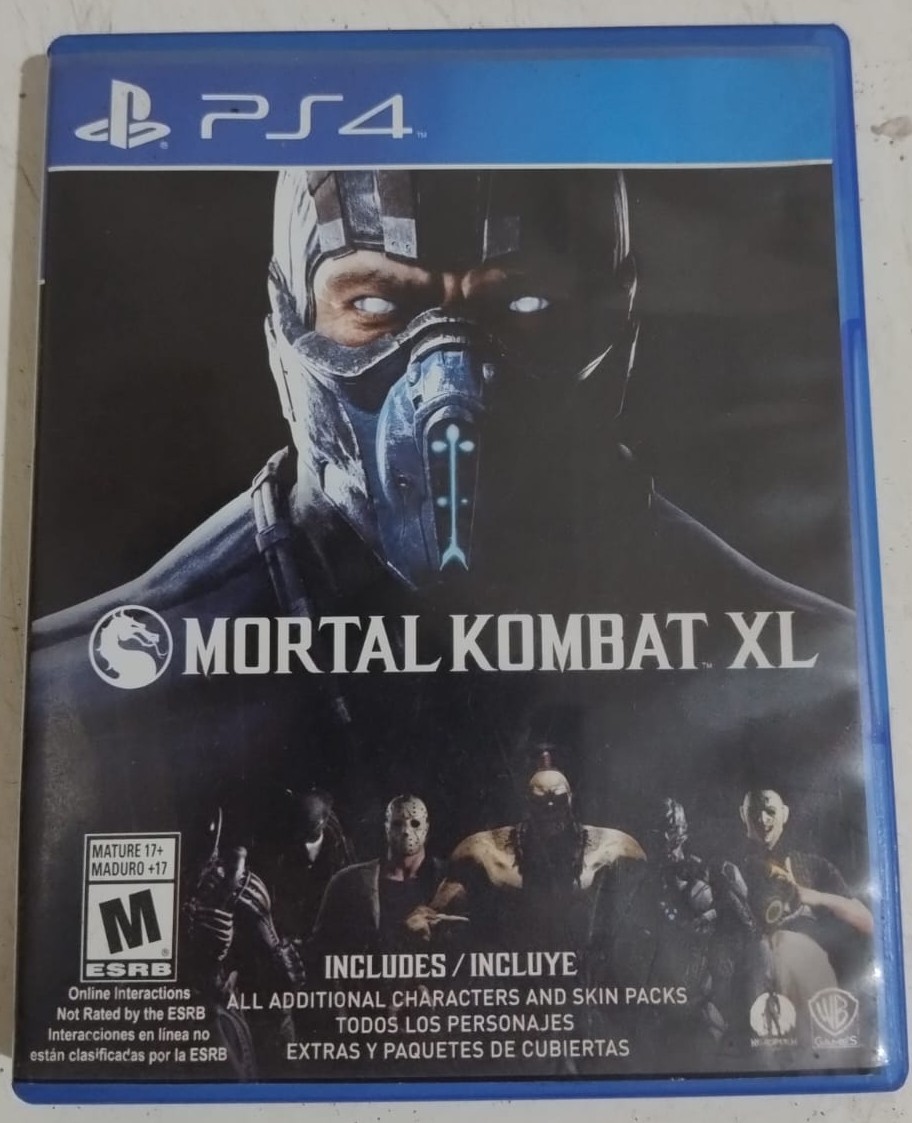 PS4™
MORTAL KOMBAT™ XL
MATURE 17+
MADURO +17
M
®
ESRB
Online Interactions
Not Rated by the ESRB
Interacciones en línea no
están clasificadas por la ESRB
INCLUDES / INCLUYE
ALL ADDITIONAL CHARACTERS AND SKIN PACKS
TODOS LOS PERSONAJES
EXTRAS Y PAQUETES DE CUBIERTAS
WB
GAMES